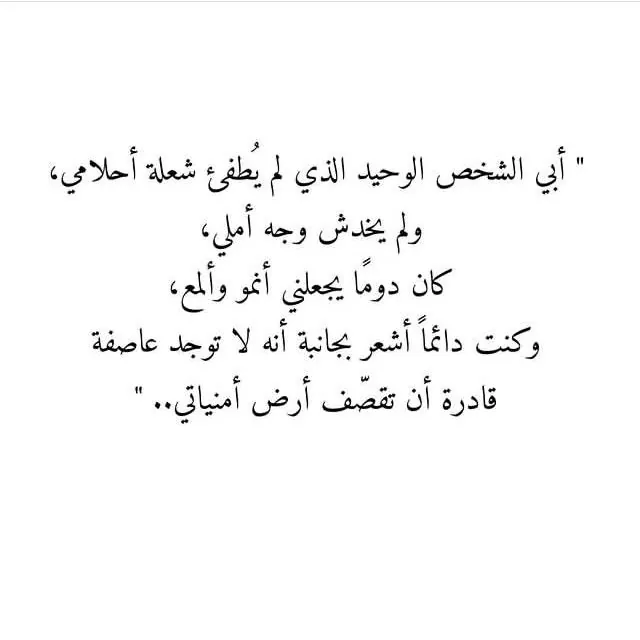 " أبي الشخص الوحيد الذي لم يُطفئ شعلة أحلامي،
ولم يخدش وجه أملي،
كان دومًا يجعلني أنمو وألمع،
وكنت دائماً أشعر بجانبة أنه لا توجد عاصفة
قادرة أن تقصّف أرض أمنياتي.. "